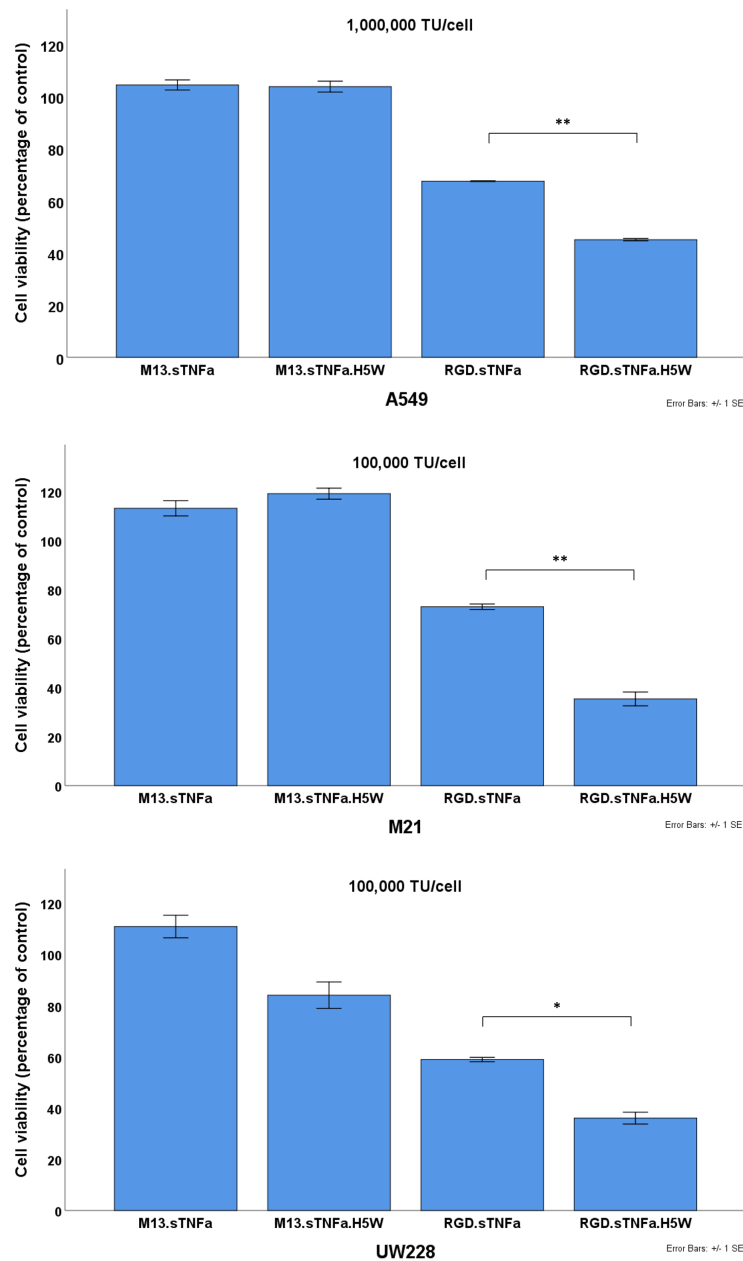 1,000,000 TU/cell
Cell viability (percentage of control)
120
100
80
60
40
20
0
**
M13.sTNFa M13.sTNFa.H5W RGD.sTNFa RGD.sTNFa.H5W
A549
Error Bars: +/- 1 SE
100,000 TU/cell
Cell viability (percentage of control)
120
100
80
60
40
20
0
**
M13.sTNFa M13.sTNFa.H5W RGD.sTNFa RGD.sTNFa.H5W
M21
Error Bars: +/- 1 SE
100,000 TU/cell
Cell viability (percentage of control)
120
100
80
60
40
20
0
*
M13.sTNFa M13.sTNFa.H5W RGD.sTNFa RGD.sTNFa.H5W
UW228
Error Bars: +/- 1 SE